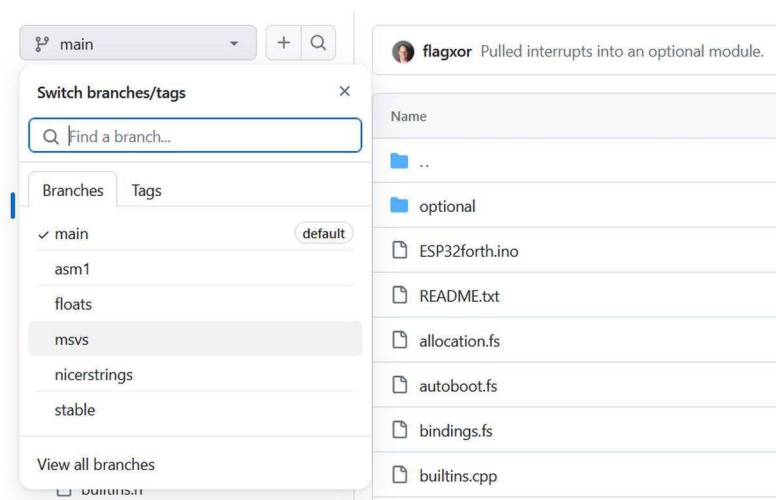 main
Switch branches/tags
Find a branch...
Branches Tags
main default
asm1
floats
msvs
nicerstrings
stable
View all branches
builtins.h
flagxor Pulled interrupts into an optional module.
Name
..
optional
ESP32forth.ino
README.txt
allocation.fs
autoboot.fs
bindings.fs
builtins.cpp